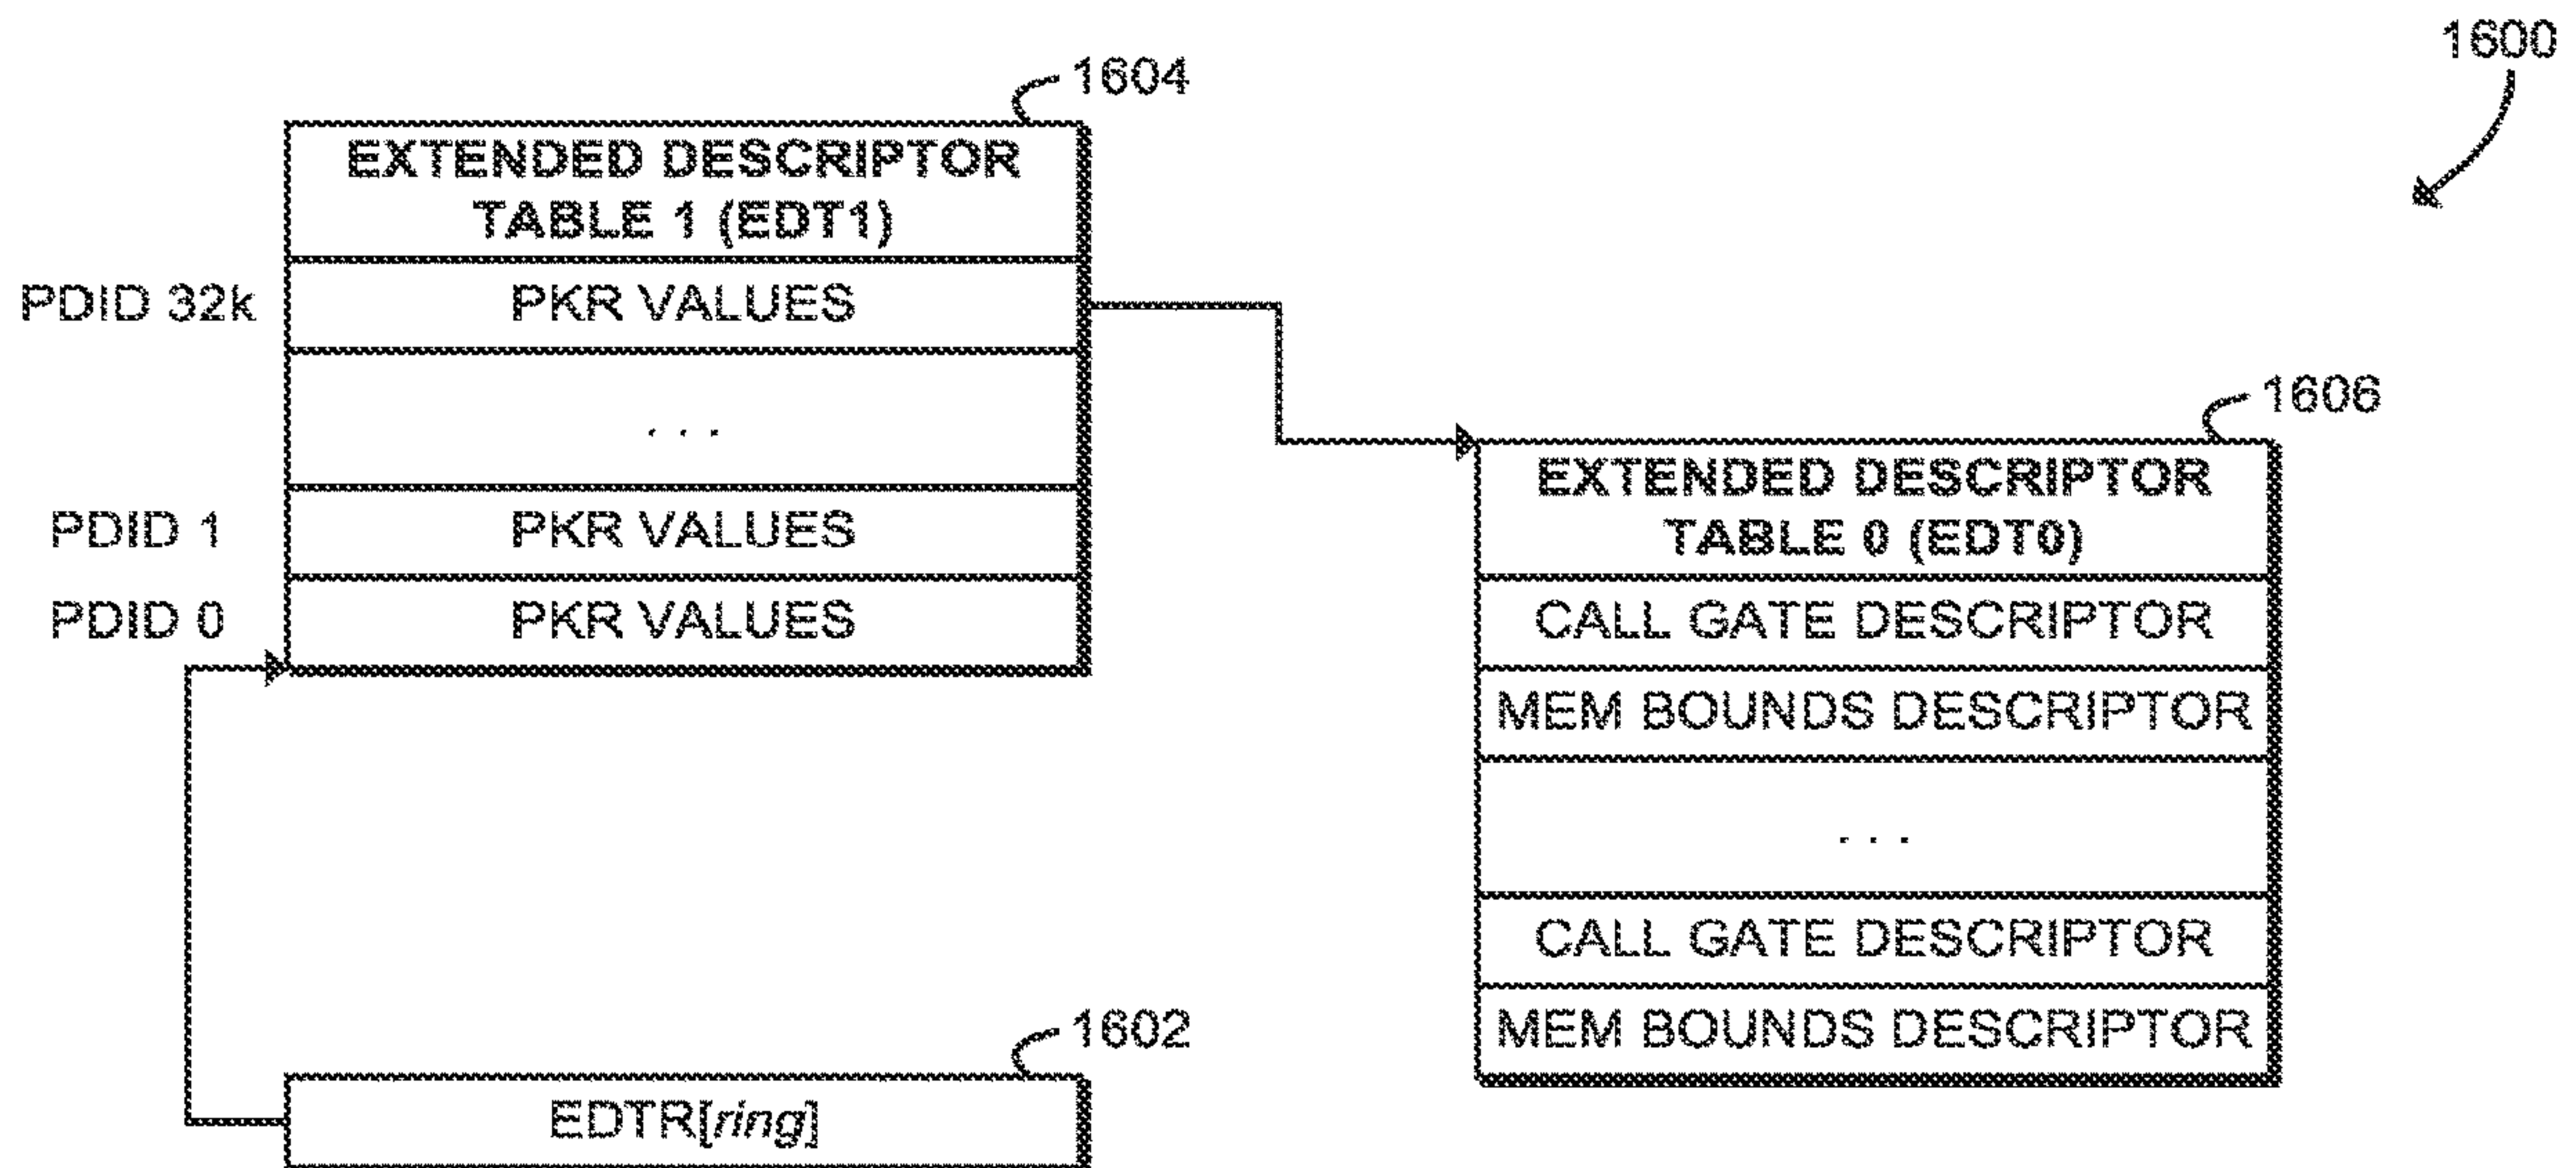 1600
1604
EXTENDED DESCRIPTOR
TABLE 1 (EDT1)
PDID 32k PKR VALUES
. . .
PDID 1 PKR VALUES
PDID 0 PKR VALUES
1606
EXTENDED DESCRIPTOR
TABLE 0 (EDT0)
CALL GATE DESCRIPTOR
MEM BOUNDS DESCRIPTOR
. . .
CALL GATE DESCRIPTOR
MEM BOUNDS DESCRIPTOR
1602
EDTR[ring]